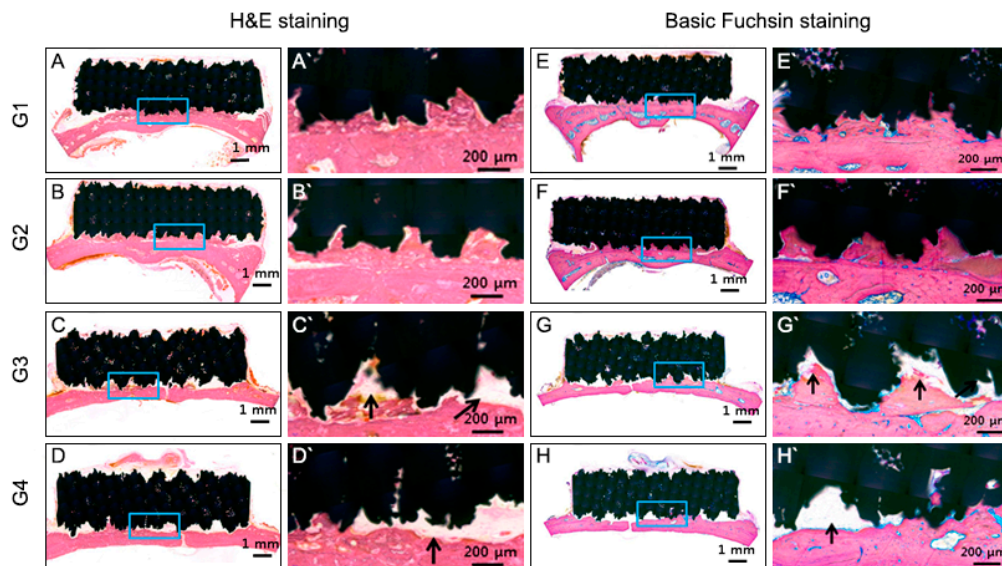 H&E staining
Basic Fuchsin staining
G1
A
1 mm
A`
200 µm
E
1 mm
E`
200 µm
G2
B
1 mm
B`
200 µm
F
1 mm
F`
200 µm
G3
C
1 mm
C`
200 µm
G
1 mm
G`
200 µm
G4
D
1 mm
D`
200 µm
H
1 mm
H`
200 µm